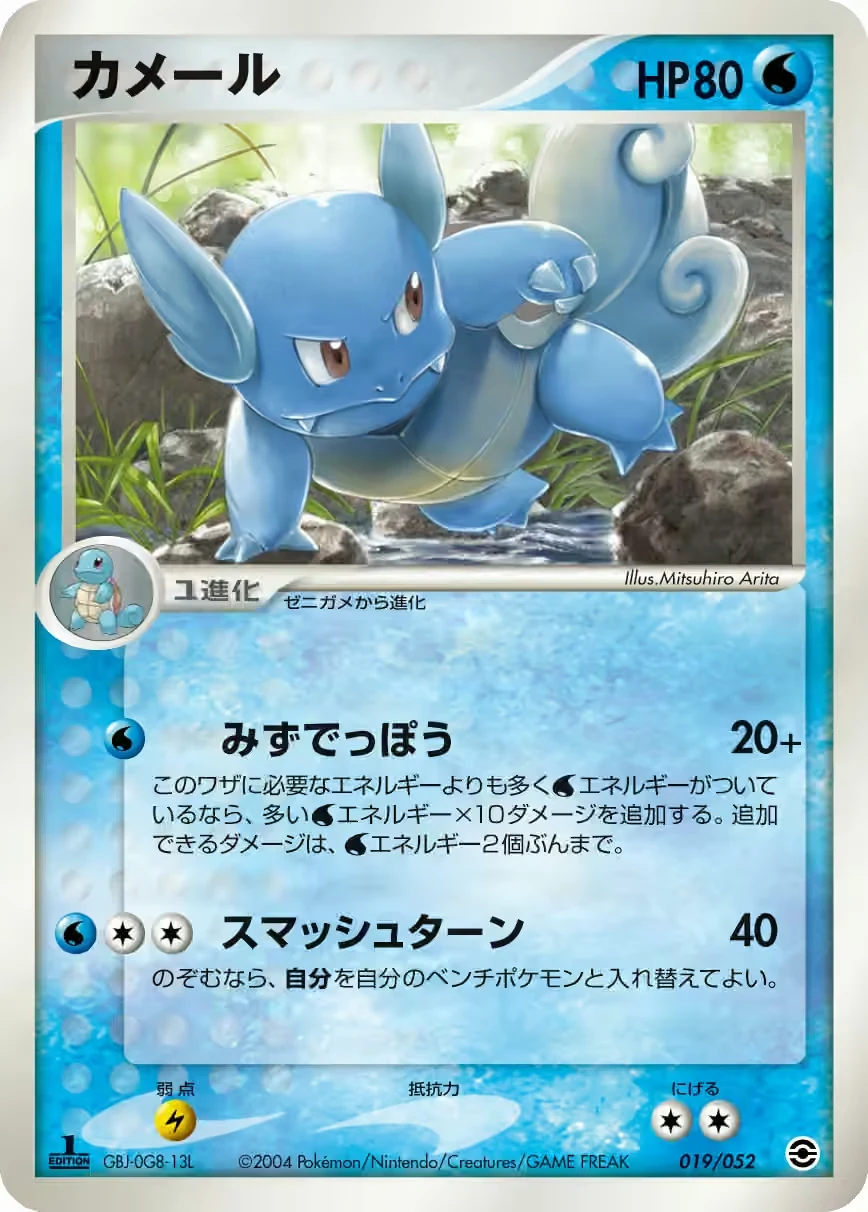 カメール HP80
Illus.Mitsuhiro Arita
1進化
ゼニガメから進化
みずでっぽう 20+
このワザに必要なエネルギーよりも多くエネルギーがついて
いるなら、多いエネルギー×10ダメージを追加する。追加
できるダメージは、エネルギー2個ぶんまで。
スマッシュターン 40
のぞむなら、自分を自分のベンチポケモンと入れ替えてよい。
弱点 抵抗力 にげる
1 EDITION GBJ-0G8-13L ©2004 Pokémon/Nintendo/Creatures/GAME FREAK 019/052